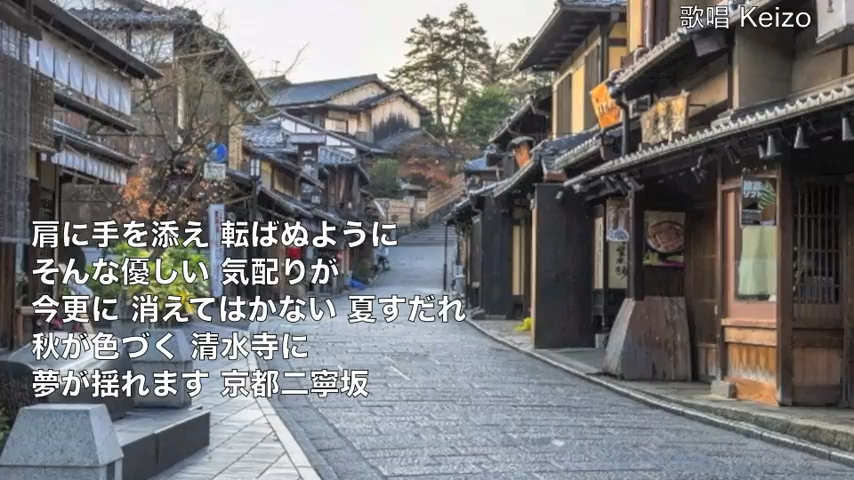 歌唱 Keizo
肩に手を添え 転ばぬように
そんな優しい 気配りが
今更に 消えてはかない 夏すだれ
秋が色づく 清水寺に
夢が揺れます 京都二寧坂